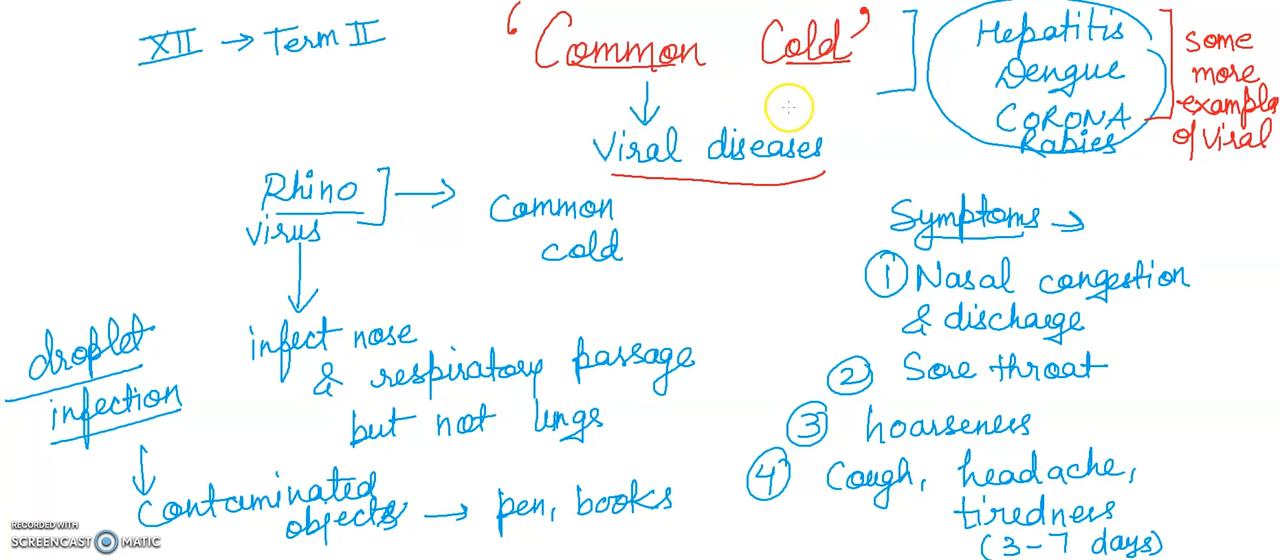 XII → Term II
‘Common Cold’
Viral diseases
Hepatitis
Dengue
CORONA
Rabies
some
more
example
of viral
Rhino
virus
→ Common
cold
infect nose
& respiratory passage
but not lungs
droplet
infection
Contaminated
objects → pen, books
Symptoms →
① Nasal congestion
& discharge
② Sore throat
③ hoarseness
④ Cough, headache,
tiredness
(3-7 days)
RECORDED WITH
SCREENCAST MATIC